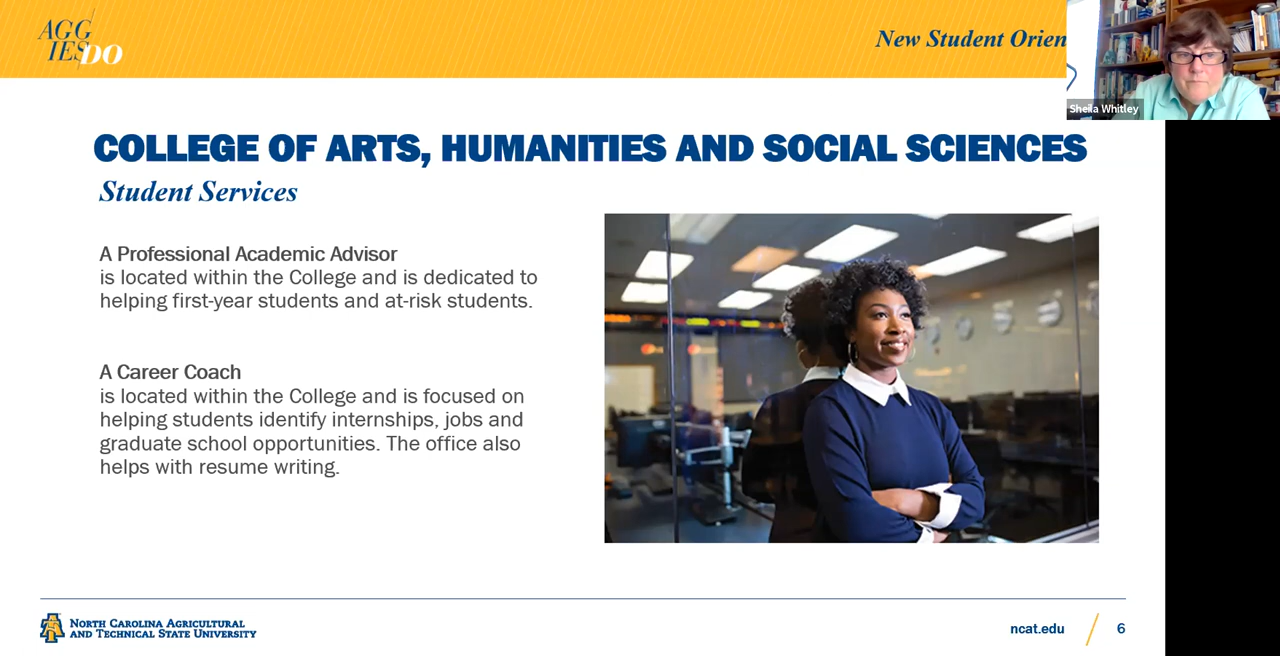 AGG
IES DO
New Student Orien
Sheila Whitley
COLLEGE OF ARTS, HUMANITIES AND SOCIAL SCIENCES
Student Services
A Professional Academic Advisor
is located within the College and is dedicated to
helping first-year students and at-risk students.
A Career Coach
is located within the College and is focused on
helping students identify internships, jobs and
graduate school opportunities. The office also
helps with resume writing.
NORTH CAROLINA AGRICULTURAL
AND TECHNICAL STATE UNIVERSITY
ncat.edu
6